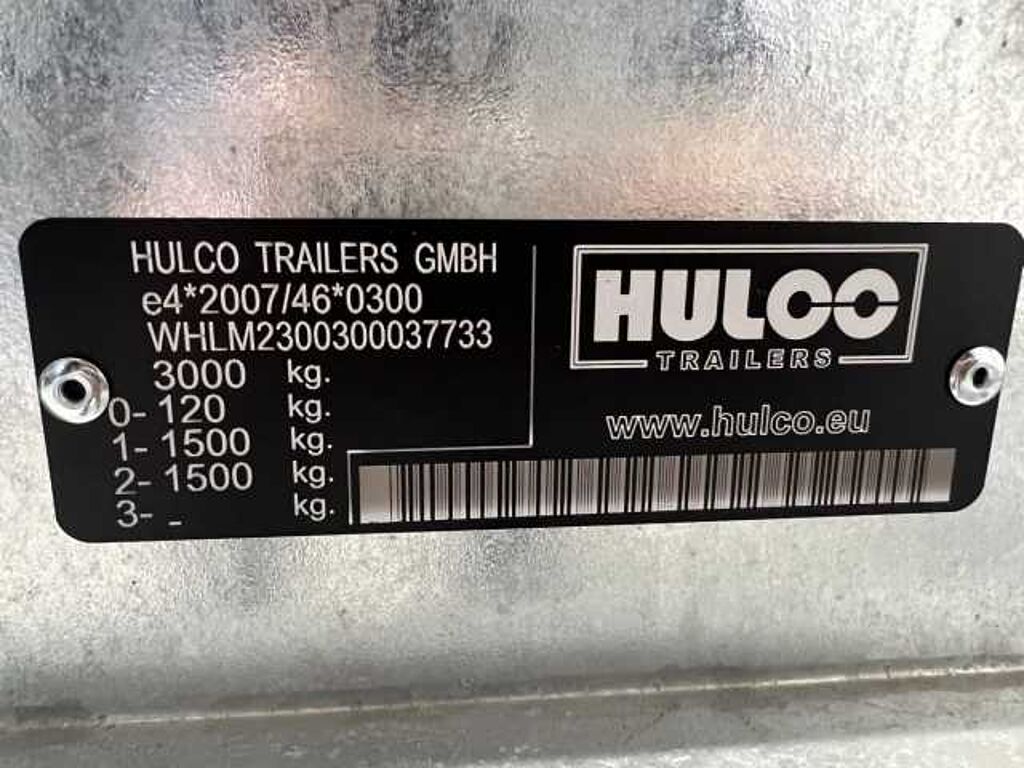 HULCO TRAILERS GMBH
e4*2007/46*0300
WHLM2300300037733
3000 kg.
0- 120 kg.
1- 1500 kg.
2- 1500 kg.
3- - kg.
HULCO
TRAILERS
www.hulco.eu